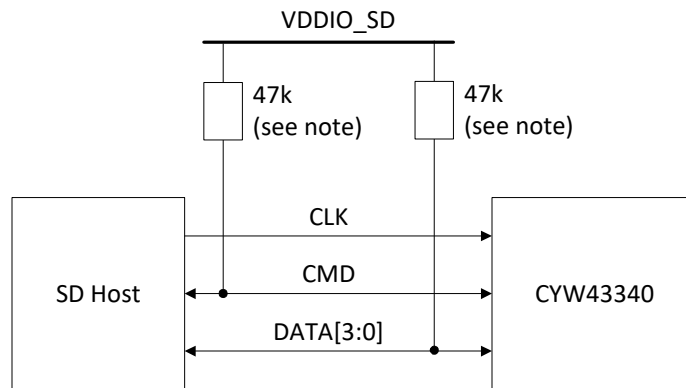 VDDIO_SD
47k
(see note)
47k
(see note)
CLK
CMD
SD Host
CYW43340
DATA[3:0]